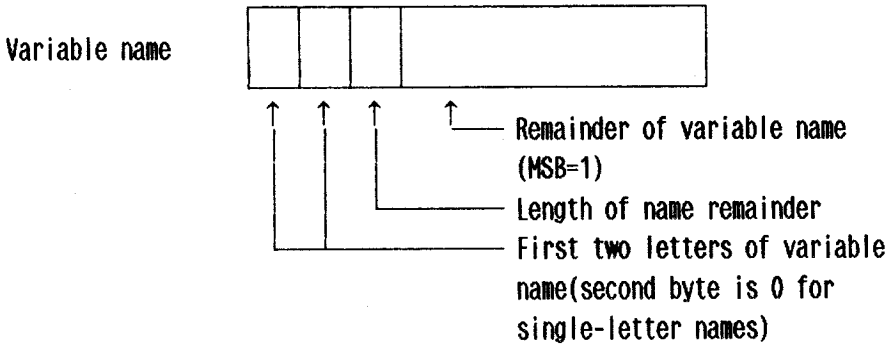 Variable name
Remainder of variable name
(MSB=1)
Length of name remainder
First two letters of variable
name(second byte is 0 for
single-letter names)